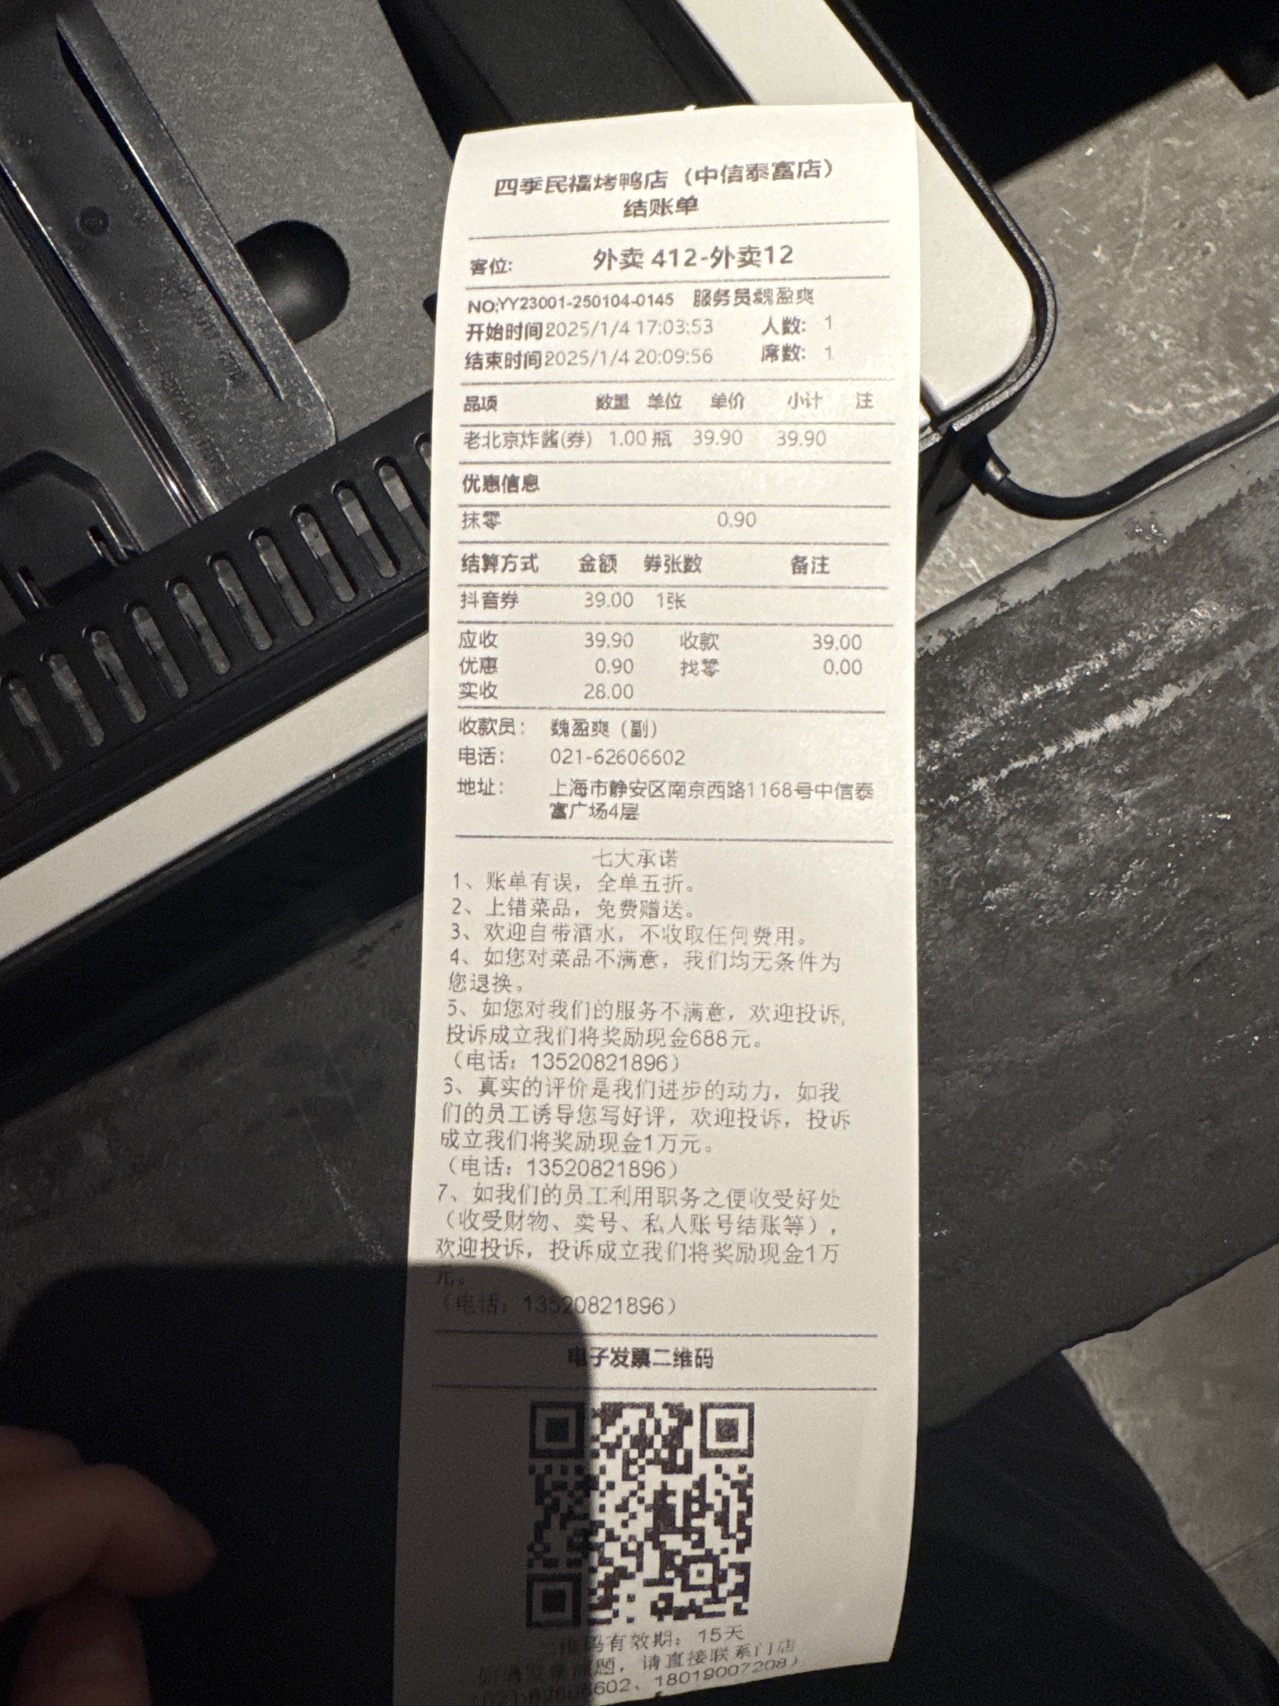 四季民福烤鸭店（中信泰富店）
结账单
客位: 外卖 412-外卖12
NO:YY23001-250104-0145 服务员魏盈爽
开始时间2025/1/4 17:03:53 人数: 1
结束时间2025/1/4 20:09:56 席数: 1
品项 数量 单位 单价 小计 注
老北京炸酱(券) 1.00 瓶 39.90 39.90
优惠信息
抹零 0.90
结算方式 金额 券张数 备注
抖音券 39.00 1张
应收 39.90 收款 39.00
优惠 0.90 找零 0.00
实收 28.00
收款员: 魏盈爽（副）
电话: 021-62606602
地址: 上海市静安区南京西路1168号中信泰
富广场4层
七大承诺
1、账单有误，全单五折。
2、上错菜品，免费赠送。
3、欢迎自带酒水，不收取任何费用。
4、如您对菜品不满意，我们均无条件为
您退换。
5、如您对我们的服务不满意，欢迎投诉，
投诉成立我们将奖励现金688元。
（电话：13520821896）
6、真实的评价是我们进步的动力，如我
们的员工诱导您写好评，欢迎投诉，投诉
成立我们将奖励现金1万元。
（电话：13520821896）
7、如我们的员工利用职务之便收受好处
（收受财物、卖号、私人账号结账等），
欢迎投诉，投诉成立我们将奖励现金1万
元。
（电话：13520821896）
电子发票二维码
二维码有效期：15天
题，请直接联系门店
(021-62606602、18019007208)